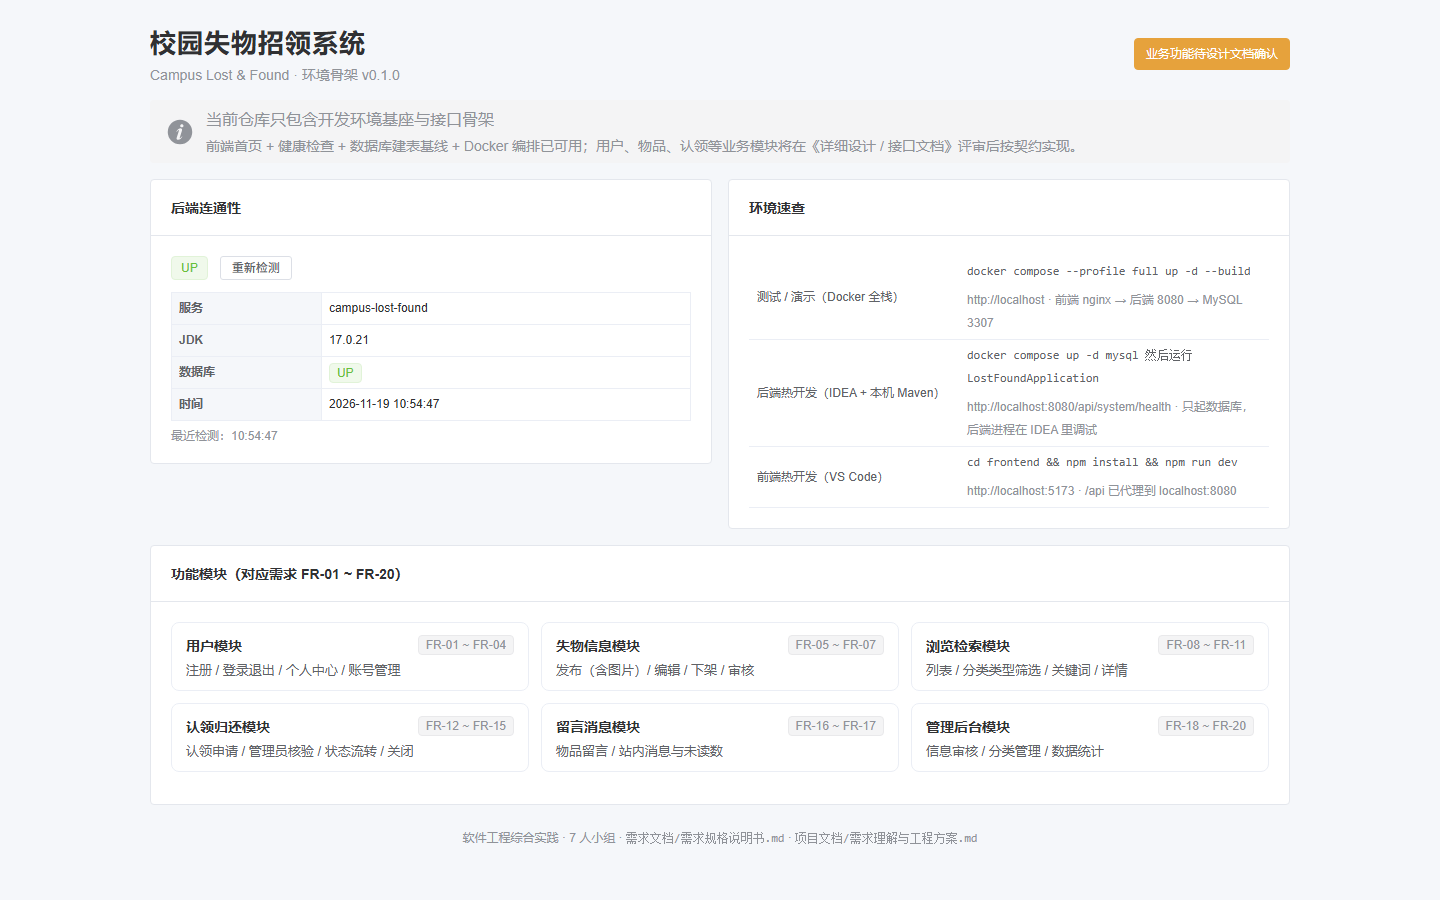 校园失物招领系统
Campus Lost & Found · 环境骨架 v0.1.0
业务功能待设计文档确认
当前仓库只包含开发环境基座与接口骨架
前端首页 + 健康检查 + 数据库建表基线 + Docker 编排已可用；用户、物品、认领等业务模块将在《详细设计 / 接口文档》评审后按契约实现。
后端连通性
UP 重新检测
服务 campus-lost-found
JDK 17.0.21
数据库 UP
时间 2026-11-19 10:54:47
最近检测：10:54:47
环境速查
测试 / 演示（Docker 全栈）
docker compose --profile full up -d --build
http://localhost · 前端 nginx → 后端 8080 → MySQL
3307
后端热开发（IDEA + 本机 Maven）
docker compose up -d mysql 然后运行
LostFoundApplication
http://localhost:8080/api/system/health · 只起数据库，
后端进程在 IDEA 里调试
前端热开发（VS Code）
cd frontend && npm install && npm run dev
http://localhost:5173 · /api 已代理到 localhost:8080
功能模块（对应需求 FR-01 ~ FR-20）
用户模块 FR-01 ~ FR-04
注册 / 登录退出 / 个人中心 / 账号管理
失物信息模块 FR-05 ~ FR-07
发布（含图片）/ 编辑 / 下架 / 审核
浏览检索模块 FR-08 ~ FR-11
列表 / 分类类型筛选 / 关键词 / 详情
认领归还模块 FR-12 ~ FR-15
认领申请 / 管理员核验 / 状态流转 / 关闭
留言消息模块 FR-16 ~ FR-17
物品留言 / 站内消息与未读数
管理后台模块 FR-18 ~ FR-20
信息审核 / 分类管理 / 数据统计
软件工程综合实践 · 7 人小组 · 需求文档/需求规格说明书.md · 项目文档/需求理解与工程方案.md